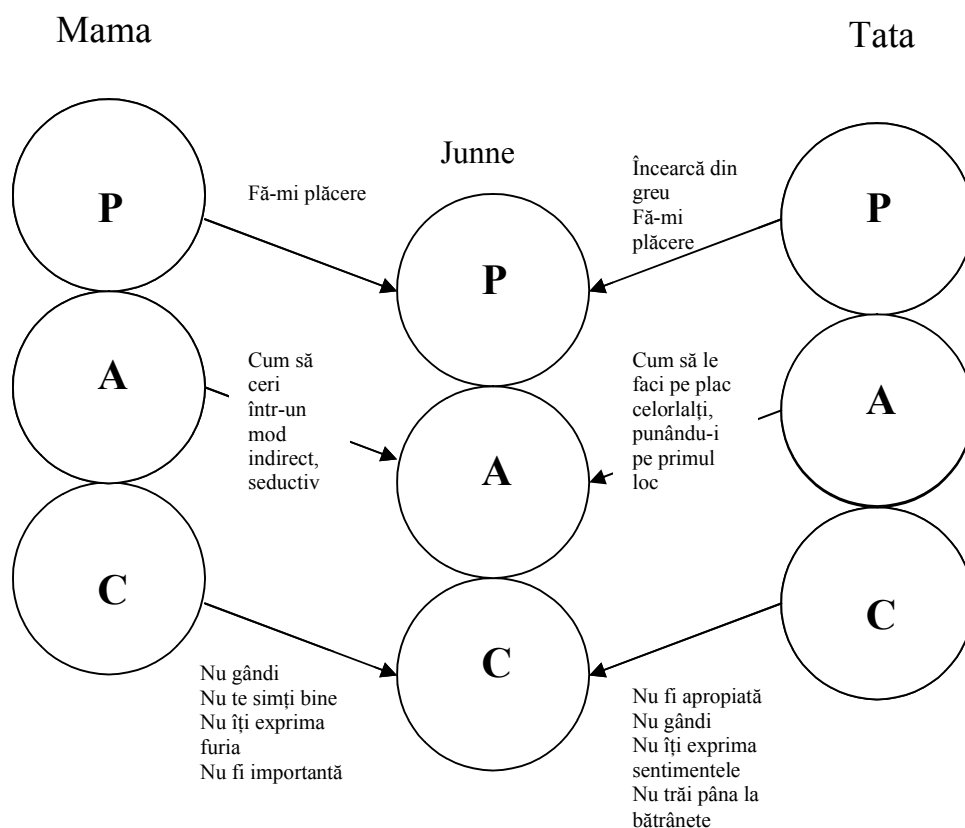 Mama
Tata
Junne
P
Fă-mi plăcere
P
Încearcă din
greu
Fă-mi
plăcere
P
A
Cum să
ceri
într-un
mod
indirect,
seductiv
A
Cum să le
faci pe plac
celorlalți,
punându-i
pe primul
loc
A
C
Nu gândi
Nu te simți bine
Nu îți exprima
furia
Nu fi importantă
C
Nu fi apropiată
Nu gândi
Nu îți exprima
sentimentele
Nu trăi pâna la
bătrânete
C